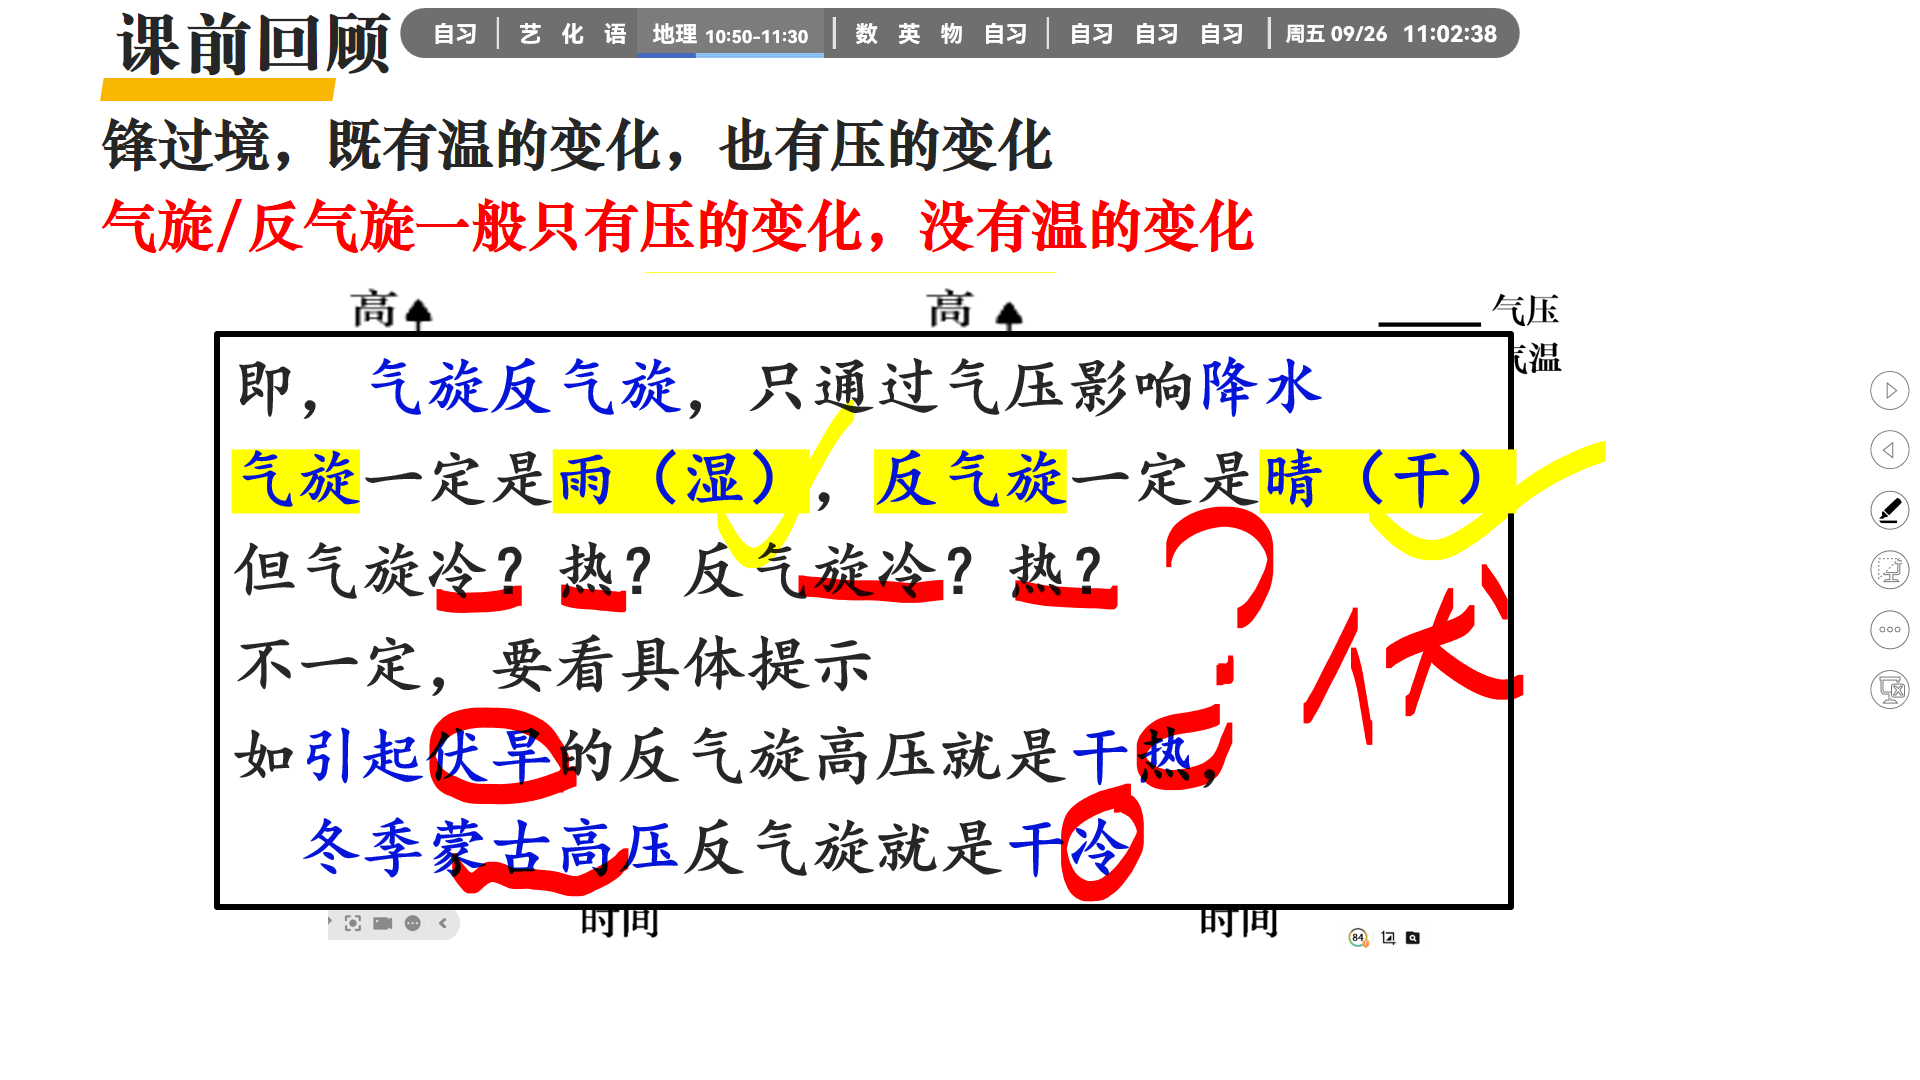 课前回顾
自习 艺 化 语 地理 10:50-11:30 数 英 物 自习 自习 自习 自习 周五 09/26 11:02:38
锋过境，既有温的变化，也有压的变化
气旋/反气旋一般只有压的变化，没有温的变化
高 高 气压
气温
即，气旋反气旋，只通过气压影响降水
气旋一定是雨（湿），反气旋一定是晴（干）
但气旋冷？热？反气旋冷？热？
?
伏
不一定，要看具体提示
如引起伏旱的反气旋高压就是干热，
冬季蒙古高压反气旋就是干冷
时间 时间
84